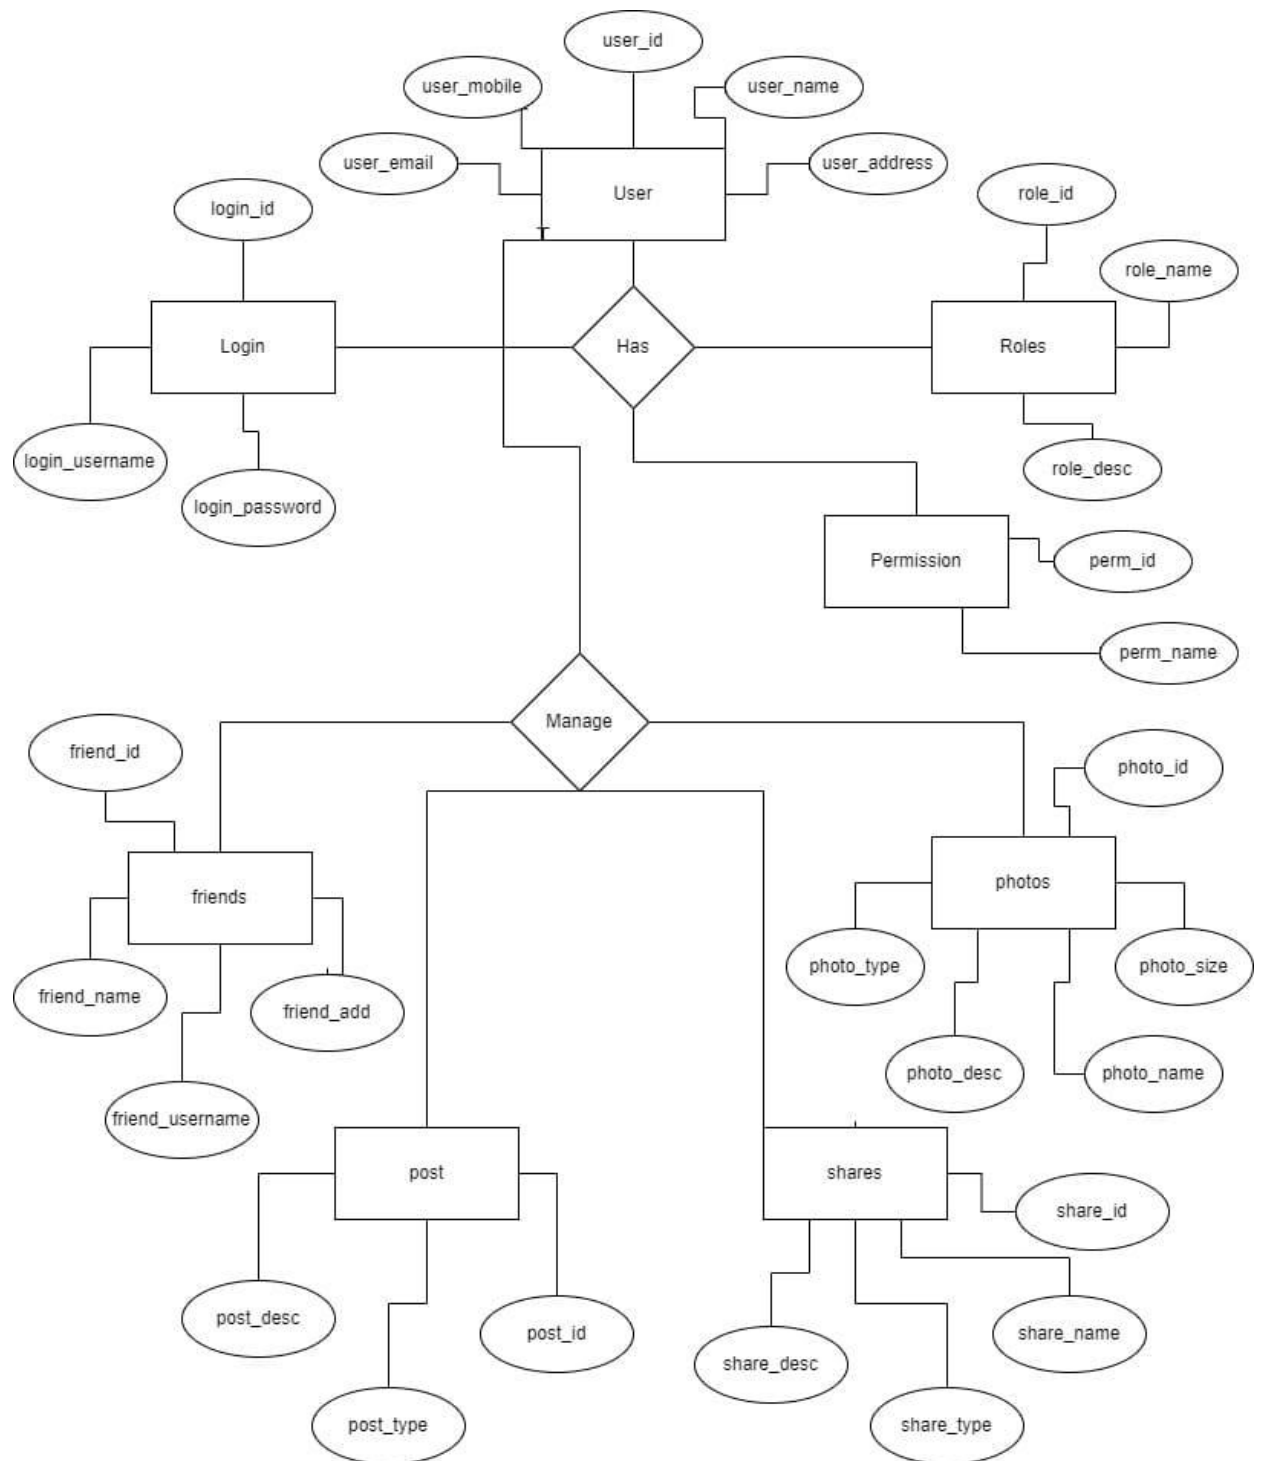 user_id
user_mobile
user_name
user_email
user_address
User
login_id
role_id
role_name
Login
Has
Roles
login_username
role_desc
login_password
Permission
perm_id
perm_name
Manage
friend_id
photo_id
friends
photos
friend_name
friend_add
photo_type
photo_size
photo_desc
photo_name
friend_username
post
shares
share_id
post_desc
post_id
share_name
share_desc
post_type
share_type